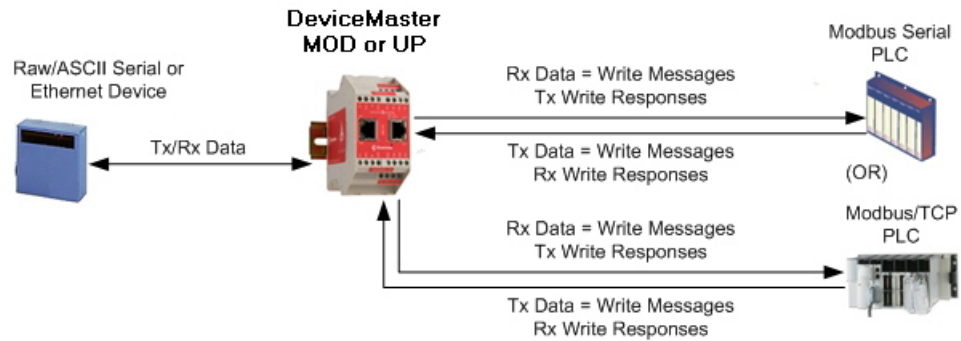 DeviceMaster
MOD or UP
Raw/ASCII Serial or
Ethernet Device
Tx/Rx Data
Rx Data = Write Messages
Tx Write Responses
Tx Data = Write Messages
Rx Write Responses
Modbus Serial
PLC
(OR)
Modbus/TCP
PLC
Rx Data = Write Messages
Tx Write Responses
Tx Data = Write Messages
Rx Write Responses